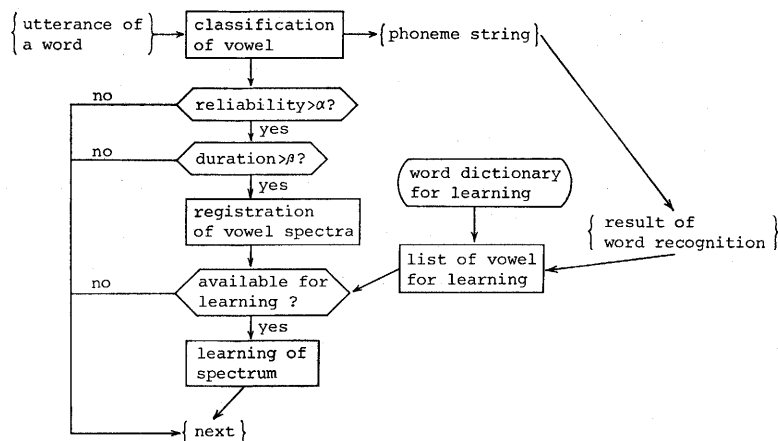 {utterance of
a word}
classification
of vowel
{phoneme string}
no
reliability>α?
yes
no
duration>β?
yes
word dictionary
for learning
registration
of vowel spectra
{result of
word recognition}
list of vowel
for learning
no
available for
learning ?
yes
learning of
spectrum
{next}